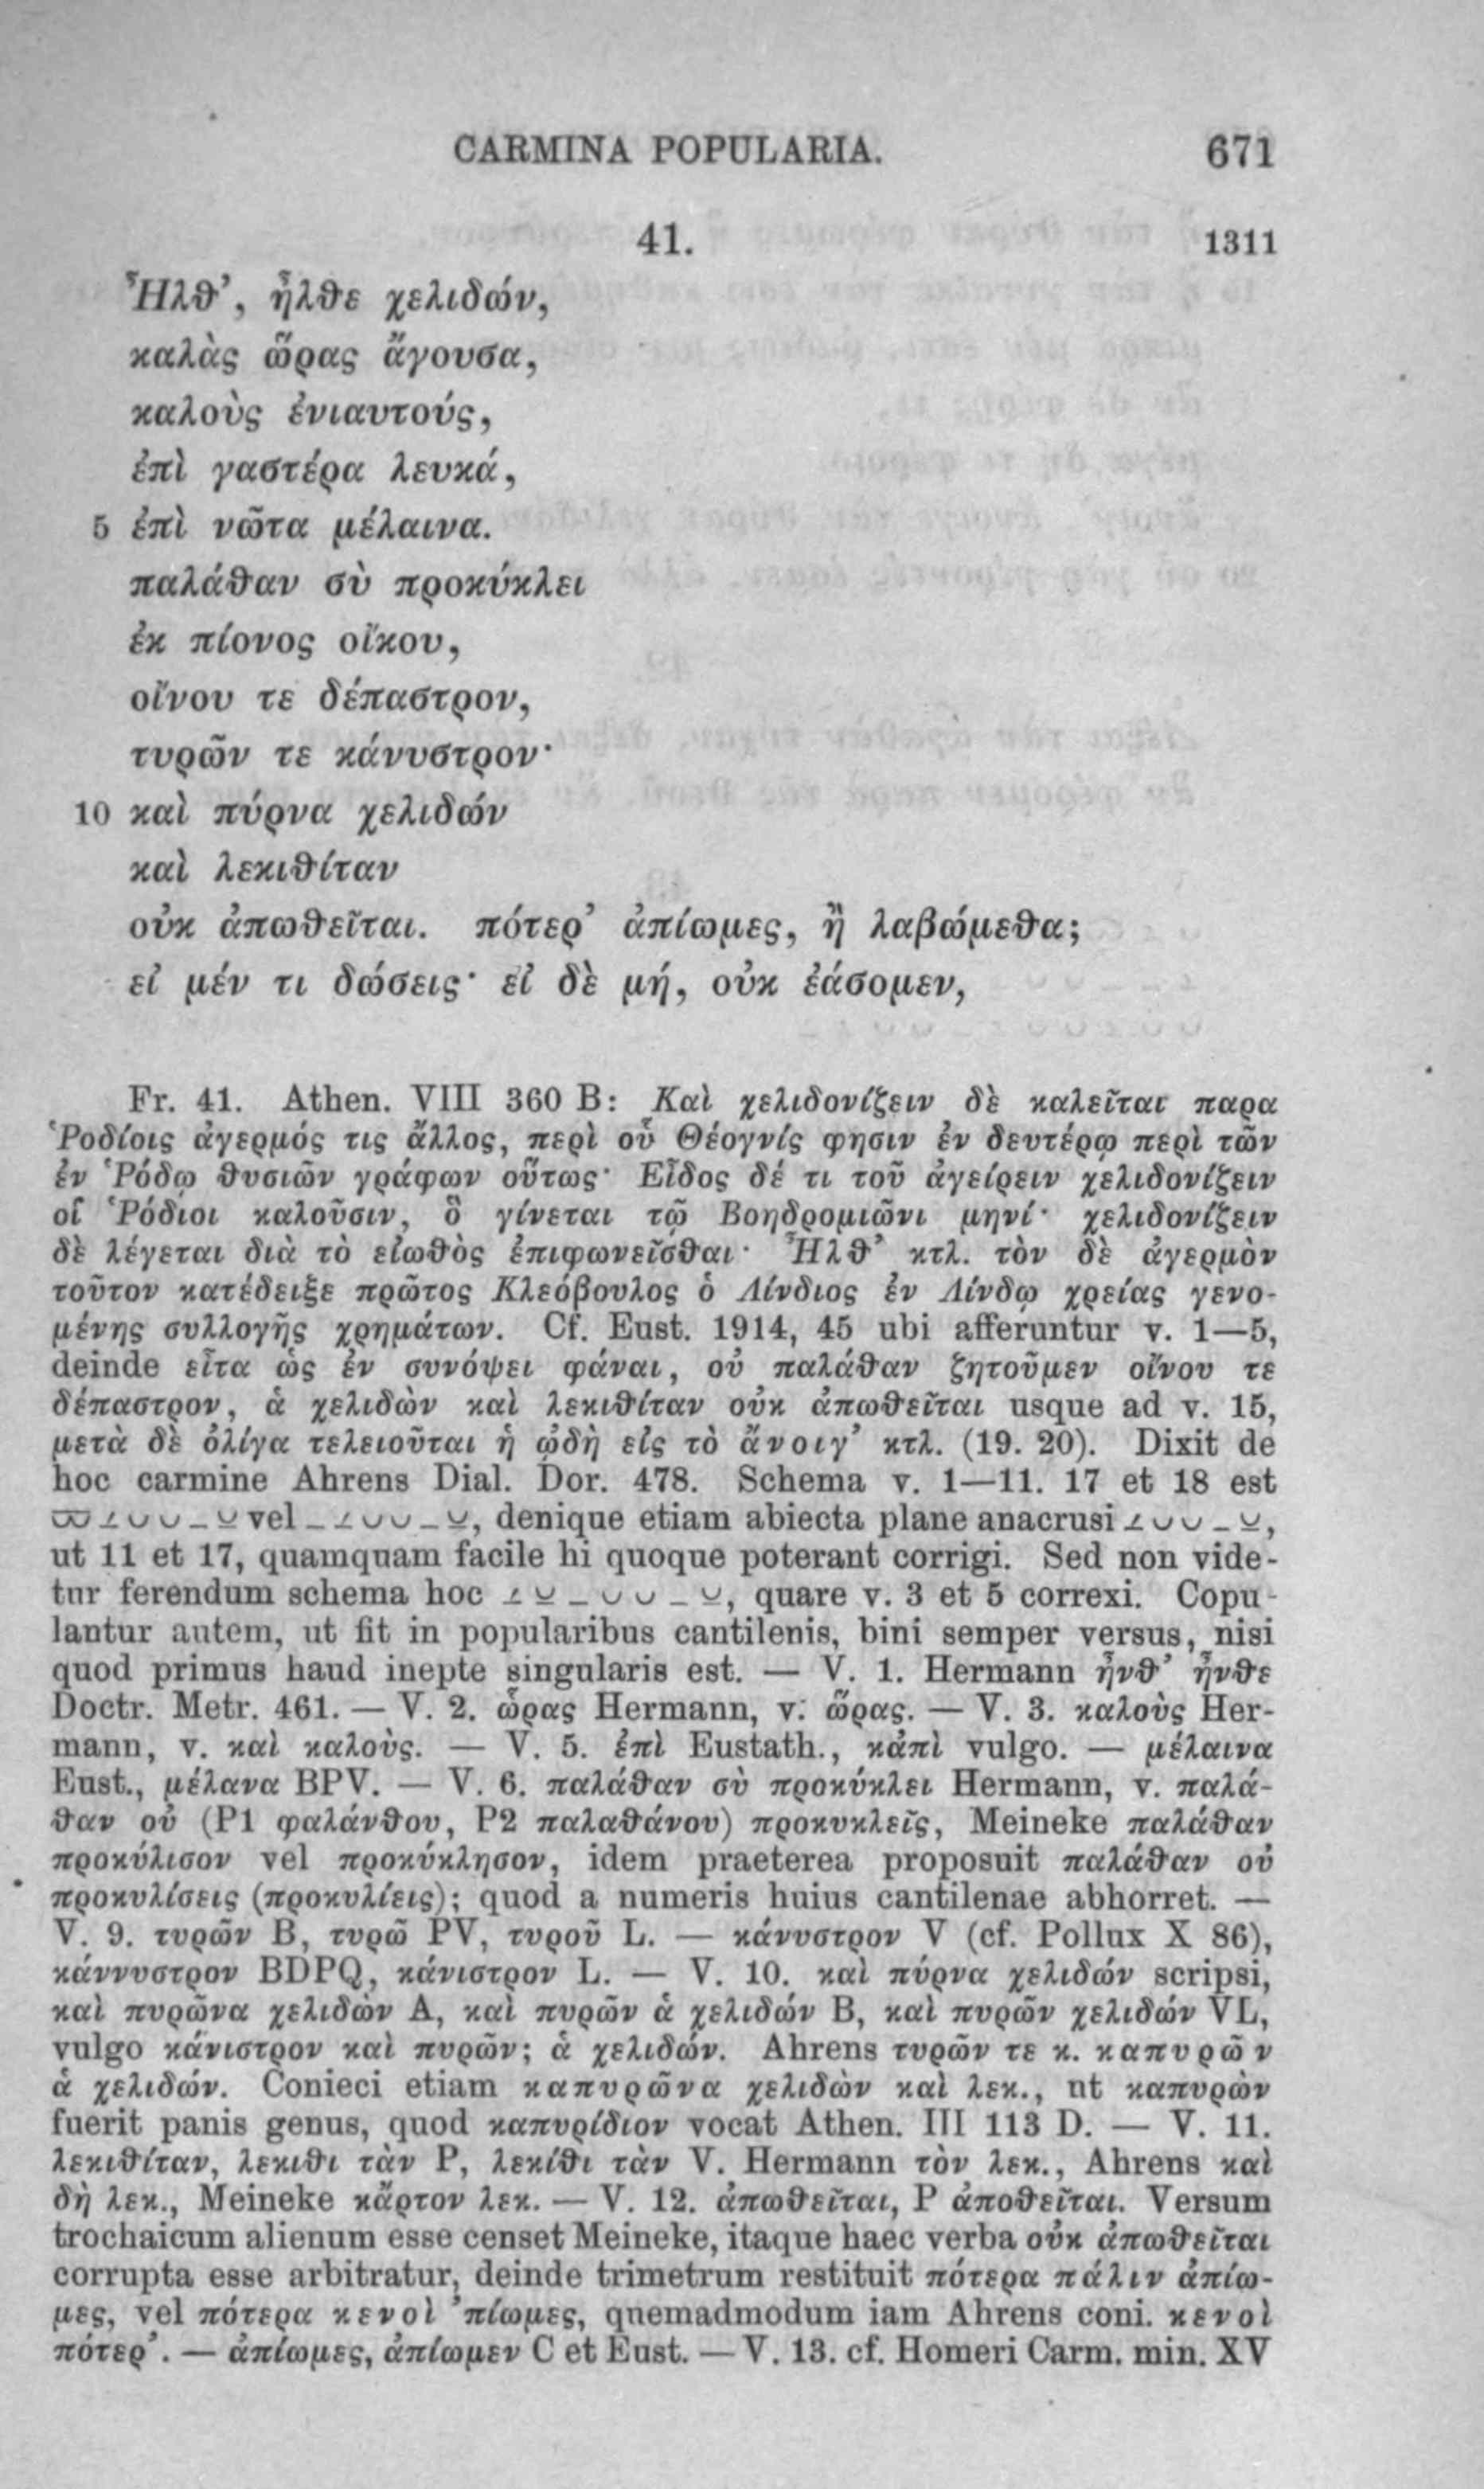 CARMINA POPULARIA. 671
41. 1311
Ἦλθ’, ἦλθε χελιδών,
καλὰς ὥρας ἄγουσα,
καλοὺς ἐνιαυτούς,
ἐπὶ γαστέρα λευκά,
5 ἐπὶ νῶτα μέλαινα.
παλάθαν σὺ προκύκλει
ἐκ πίονος οἴκου,
οἴνου τε δέπαστρον,
τυρῶν τε κάνυστρον·
10 καὶ πύρνα χελιδών
καὶ λεκιθίταν
οὐκ ἀπωθεῖται. πότερ’ ἀπίωμες, ἢ λαβώμεθα;
εἰ μέν τι δώσεις· εἰ δὲ μή, οὐκ ἐάσομεν,
Fr. 41. Athen. VIII 360 B: Καὶ χελιδονίζειν δὲ καλεῖται παρα
Ῥοδίοις ἀγερμός τις ἄλλος, περὶ οὗ Θέογνίς φησιν ἐν δευτέρῳ περὶ τῶν
ἐν Ῥόδῳ θυσιῶν γράφων οὕτως· Εἶδος δέ τι τοῦ ἀγείρειν χελιδονίζειν
οἱ Ῥόδιοι καλοῦσιν, ὃ γίνεται τῷ Βοηδρομιῶνι μηνί· χελιδονίζειν
δὲ λέγεται διὰ τὸ εἰωθὸς ἐπιφωνεῖσθαι· Ἦλθ’ κτλ. τὸν δὲ ἀγερμὸν
τοῦτον κατέδειξε πρῶτος Κλεόβουλος ὁ Λίνδιος ἐν Λίνδῳ χρείας γενο-
μένης συλλογῆς χρημάτων. Cf. Eust. 1914, 45 ubi afferuntur v. 1—5,
deinde εἶτα ὡς ἐν συνόψει φάναι, οὐ παλάθαν ζητοῦμεν οἴνου τε
δέπαστρον, ἁ χελιδὼν καὶ λεκιθίταν οὐκ ἀπωθεῖται usque ad v. 15,
μετὰ δὲ ὀλίγα τελειοῦται ἡ ᾠδὴ εἰς τὸ ἄνοιγ’ κτλ. (19. 20). Dixit de
hoc carmine Ahrens Dial. Dor. 478. Schema v. 1—11. 17 et 18 est
⏔ ∠ ∪ ∪ – ⊻ vel – ∠ ∪ ∪ – ⊻, denique etiam abiecta plane anacrusi ∠ ∪ ∪ – ⊻,
ut 11 et 17, quamquam facile hi quoque poterant corrigi. Sed non vide-
tur ferendum schema hoc ∠ ⊻ – ∪ ∪ – ⊻, quare v. 3 et 5 correxi. Copu-
lantur autem, ut fit in popularibus cantilenis, bini semper versus, nisi
quod primus haud inepte singularis est. — V. 1. Hermann ἦνθ’ ἦνθε
Doctr. Metr. 461. — V. 2. ὧρας Hermann, v. ὥρας. — V. 3. καλοὺς Her-
mann, v. καὶ καλοὺς. — V. 5. ἐπὶ Eustath., κἀπὶ vulgo. — μέλαινα
Eust., μέλανα BPV. — V. 6. παλάθαν σὺ προκύκλει Hermann, v. παλά-
θαν οὐ (P1 φαλάνθου, P2 παλαθάνου) προκυκλεῖς, Meineke παλάθαν
προκύλισον vel προκύκλησον, idem praeterea proposuit παλάθαν οὐ
προκυλίσεις (προκυλίεις); quod a numeris huius cantilenae abhorret. —
V. 9. τυρῶν B, τυρῶ PV, τυροῦ L. — κάνυστρον V (cf. Pollux X 86),
κάννυστρον BDPQ, κάνιστρον L. — V. 10. καὶ πύρνα χελιδών scripsi,
καὶ πυρῶνα χελιδὼν A, καὶ πυρῶν ἁ χελιδών B, καὶ πυρῶν χελιδών VL,
vulgo κάνιστρον καὶ πυρῶν; ἁ χελιδών. Ahrens τυρῶν τε κ. καπυρῶν
ἁ χελιδών. Conieci etiam καπυρῶνα χελιδὼν καὶ λεκ., ut καπυρὼν
fuerit panis genus, quod καπυρίδιον vocat Athen. III 113 D. — V. 11.
λεκιθίταν, λεκιθι τὰν P, λεκίθι τὰν V. Hermann τὸν λεκ., Ahrens καὶ
δὴ λεκ., Meineke κἄρτον λεκ. — V. 12. ἀπωθεῖται, P ἀποθεῖται. Versum
trochaicum alienum esse censet Meineke, itaque haec verba οὐκ ἀπωθεῖται
corrupta esse arbitratur, deinde trimetrum restituit πότερα πάλιν ἀπίω-
μες, vel πότερα κενοὶ ’πίωμες, quemadmodum iam Ahrens coni. κενοὶ
πότερ’. — ἀπίωμες, ἀπίωμεν C et Eust. — V. 13. cf. Homeri Carm. min. XV